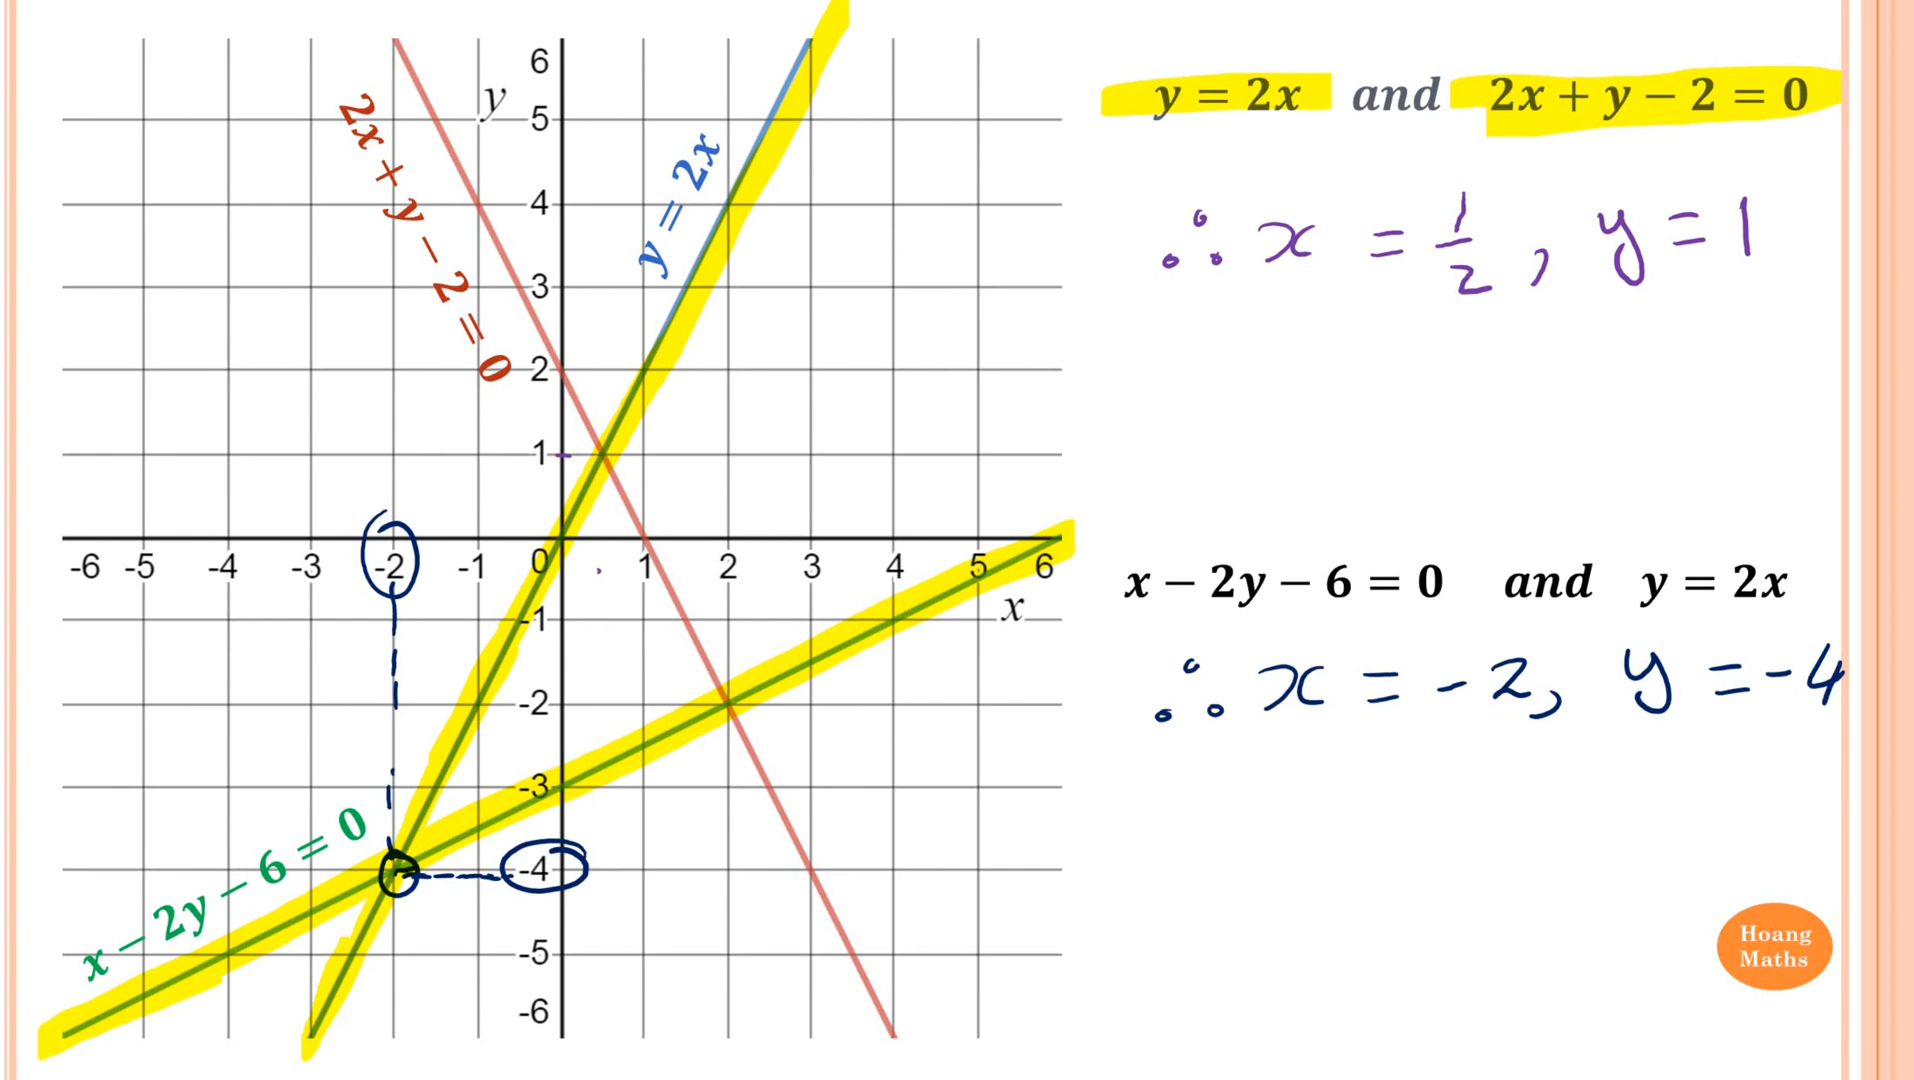 y = 2x and 2x + y − 2 = 0
∴ x = 1/2, y = 1
x − 2y − 6 = 0 and y = 2x
∴ x = -2, y = -4
2x + y − 2 = 0
y = 2x
x − 2y − 6 = 0
y
6
5
4
3
2
1
-6 -5 -4 -3 -2 -1 0 1 2 3 4 5 6
x
-1
-2
-3
-4
-5
-6
Hoang
Maths